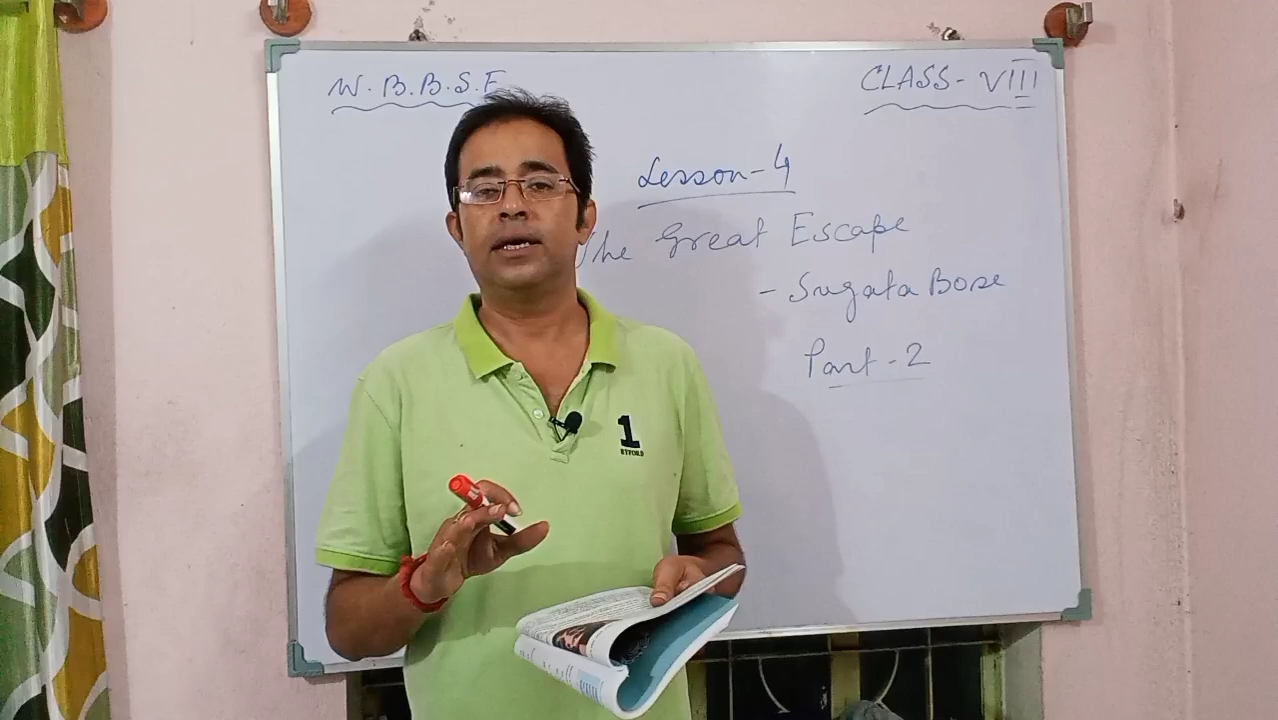 W.B.B.S.E
CLASS - VIII
Lesson - 4
The Great Escape
- Sugata Bose
Part - 2
1